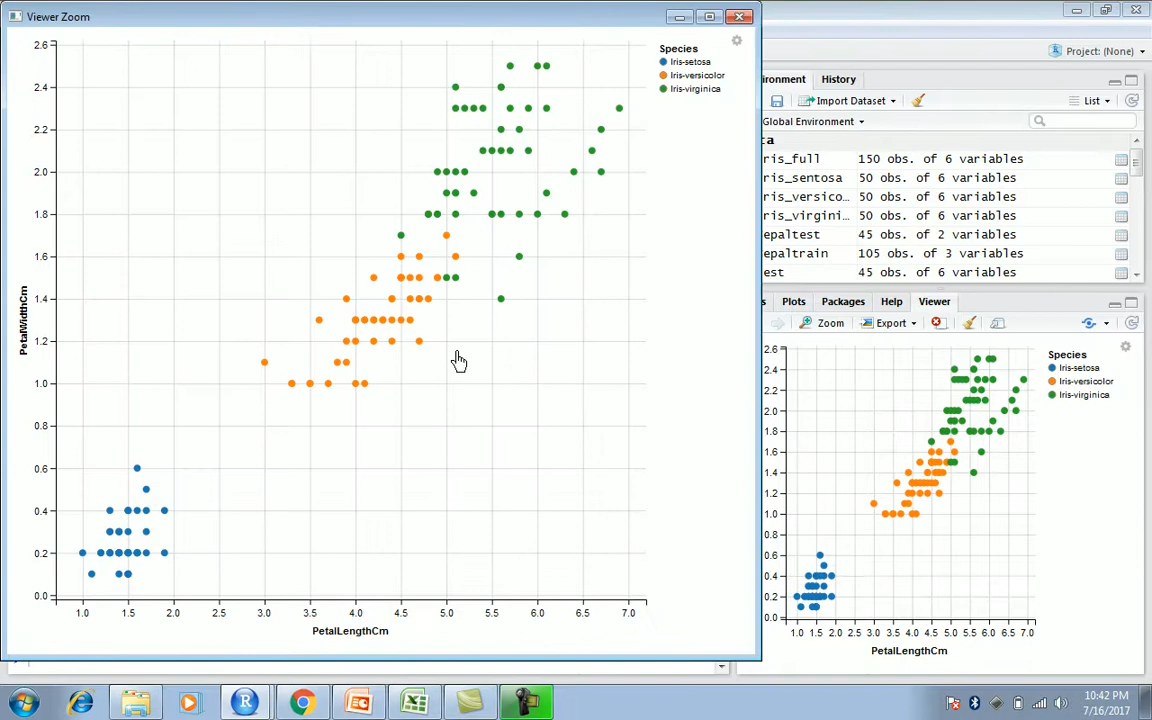 Viewer Zoom
Species
Iris-setosa
Iris-versicolor
Iris-virginica
2.6
2.4
2.2
2.0
1.8
1.6
1.4
1.2
1.0
0.8
0.6
0.4
0.2
0.0
PetalWidthCm
1.0 1.5 2.0 2.5 3.0 3.5 4.0 4.5 5.0 5.5 6.0 6.5 7.0
PetalLengthCm
Project: (None)
ironment History
Import Dataset List
Global Environment
ta
ris_full 150 obs. of 6 variables
ris_sentosa 50 obs. of 6 variables
ris_versico… 50 obs. of 6 variables
ris_virgini… 50 obs. of 6 variables
epaltest 45 obs. of 2 variables
epaltrain 105 obs. of 3 variables
est 45 obs. of 6 variables
s Plots Packages Help Viewer
Zoom Export
Species
Iris-setosa
Iris-versicolor
Iris-virginica
2.6
2.4
2.2
2.0
1.8
1.6
1.4
1.2
1.0
0.8
0.6
0.4
0.2
0.0
1.0 1.5 2.0 2.5 3.0 3.5 4.0 4.5 5.0 5.5 6.0 6.5 7.0
PetalLengthCm
10:42 PM
7/16/2017